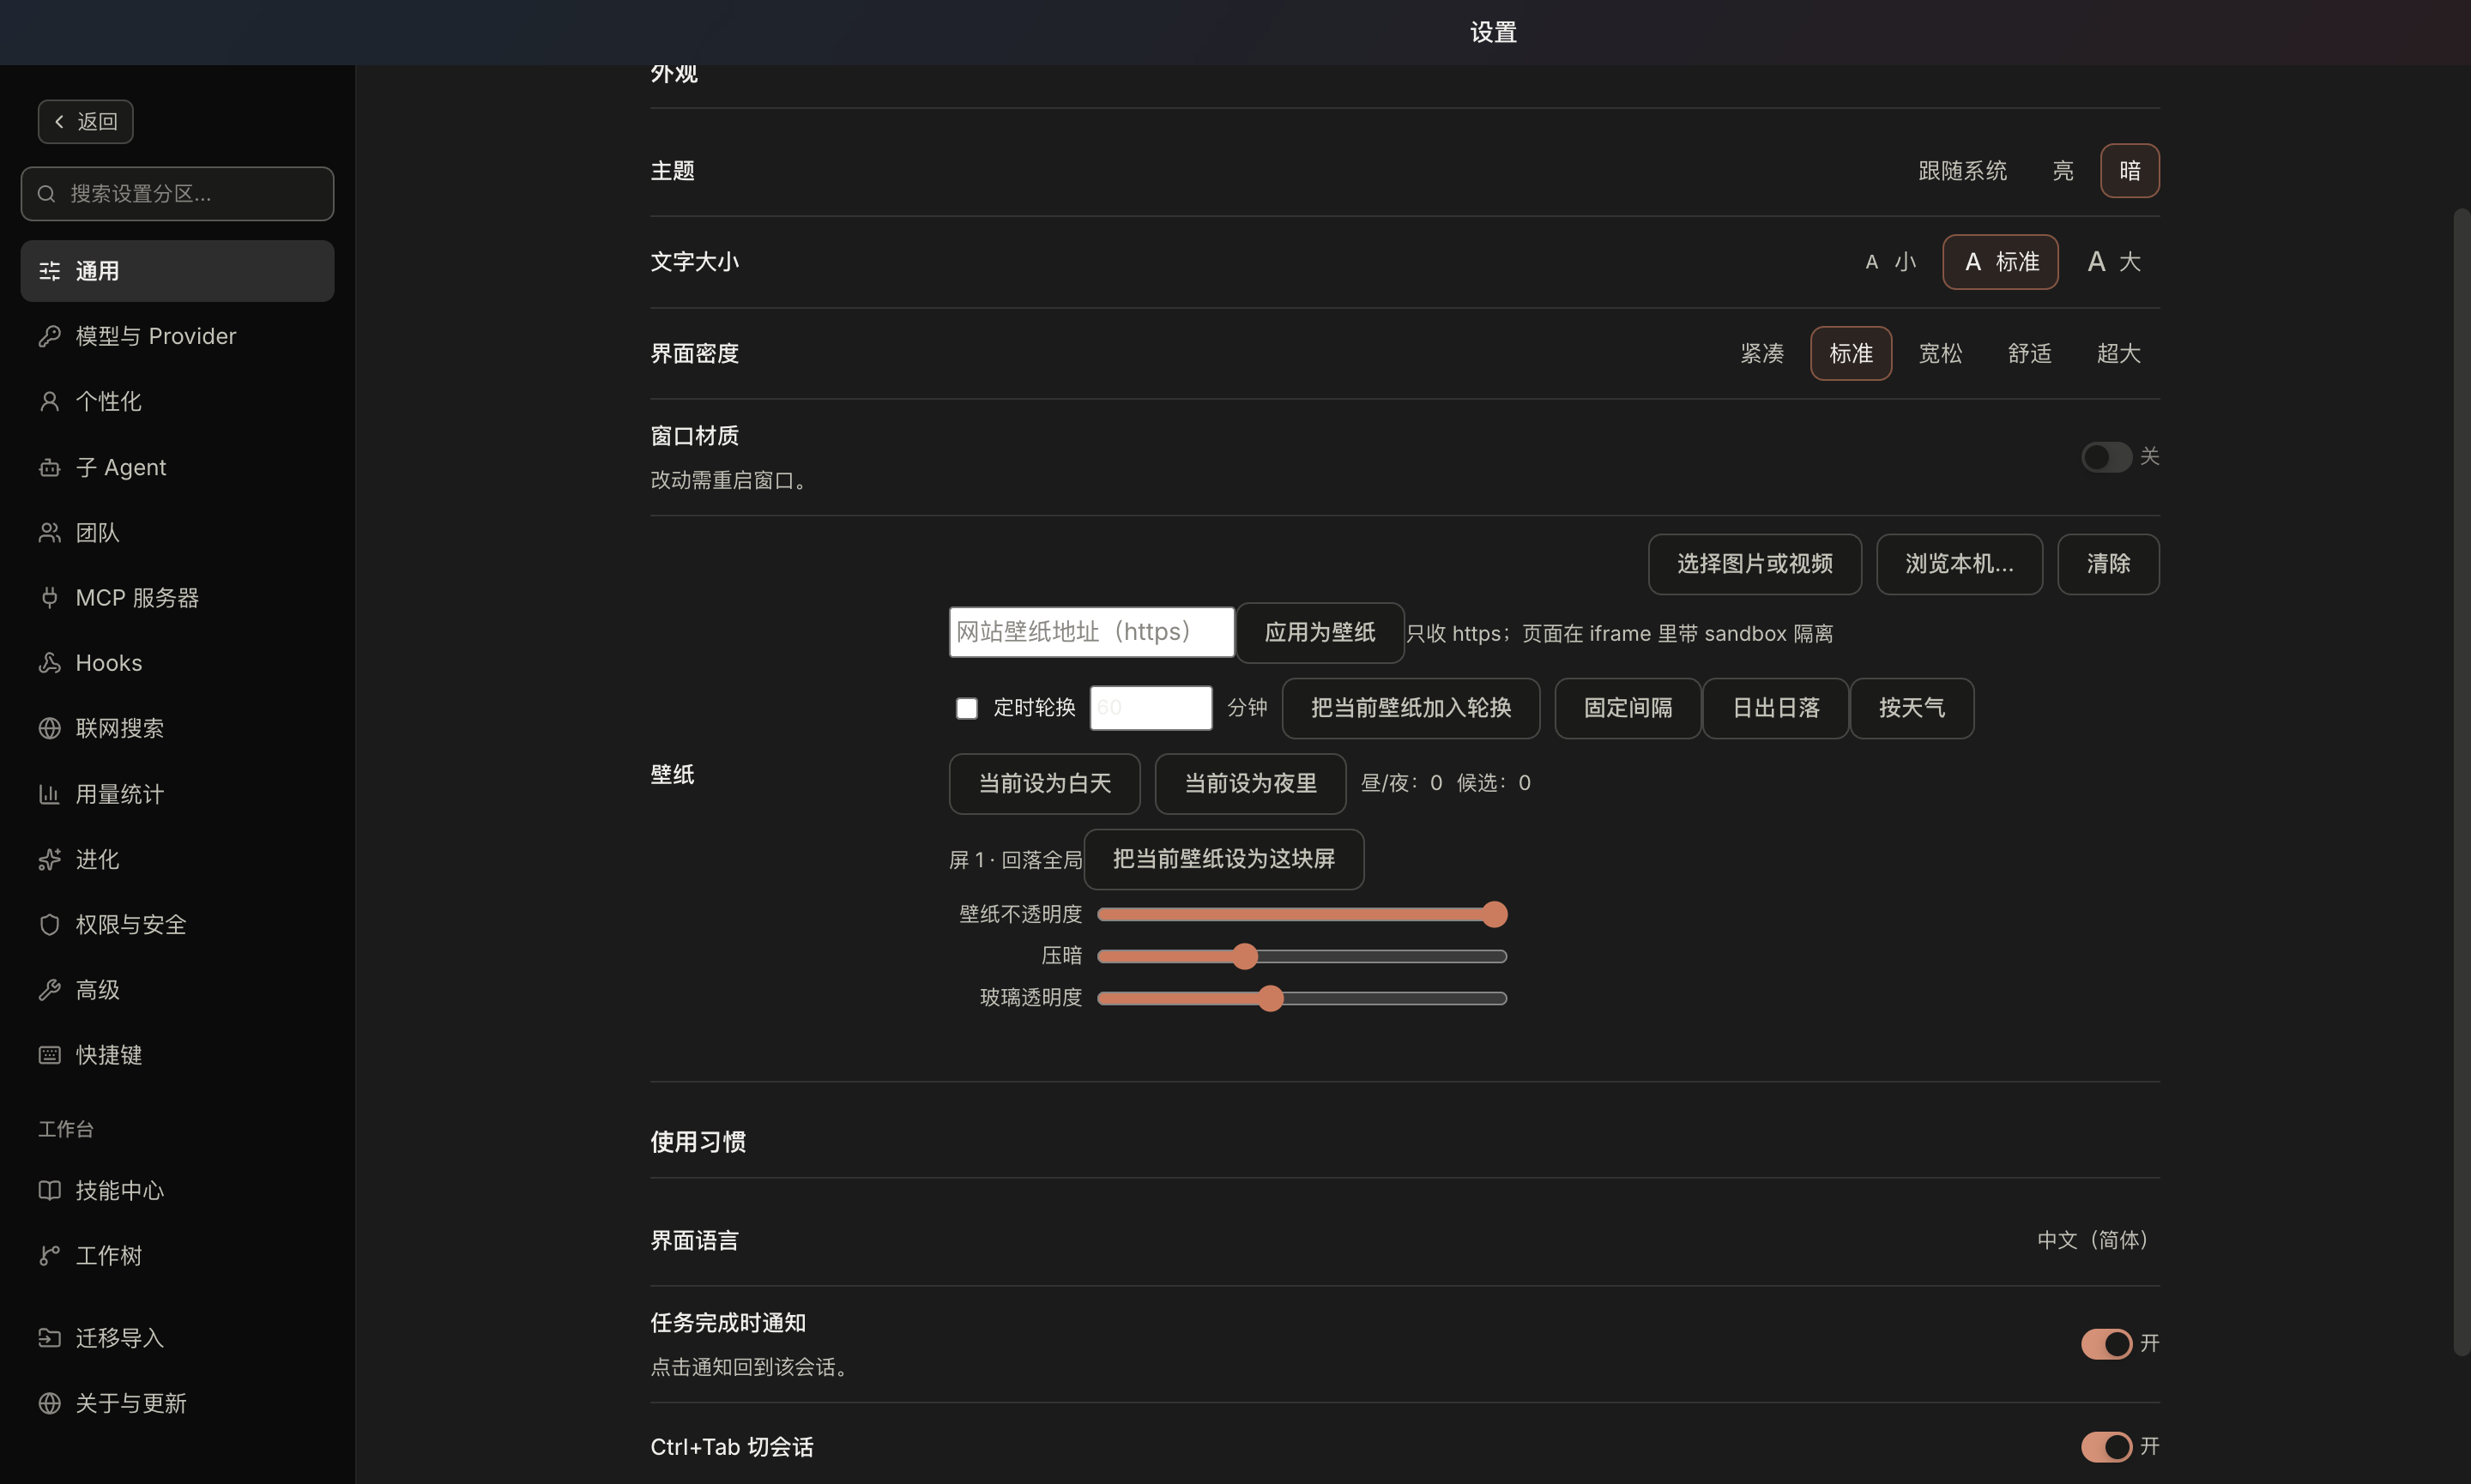 设置
返回
搜索设置分区...
通用
模型与 Provider
个性化
子 Agent
团队
MCP 服务器
Hooks
联网搜索
用量统计
进化
权限与安全
高级
快捷键
工作台
技能中心
工作树
迁移导入
关于与更新
外观
主题
跟随系统 亮 暗
文字大小
A 小 A 标准 A 大
界面密度
紧凑 标准 宽松 舒适 超大
窗口材质
改动需重启窗口。
关
选择图片或视频 浏览本机... 清除
网站壁纸地址（https） 应用为壁纸 只收 https；页面在 iframe 里带 sandbox 隔离
定时轮换 60 分钟 把当前壁纸加入轮换 固定间隔 日出日落 按天气
壁纸
当前设为白天 当前设为夜里 昼/夜：0 候选：0
屏 1 · 回落全局 把当前壁纸设为这块屏
壁纸不透明度
压暗
玻璃透明度
使用习惯
界面语言
中文（简体）
任务完成时通知
点击通知回到该会话。
开
Ctrl+Tab 切会话
开